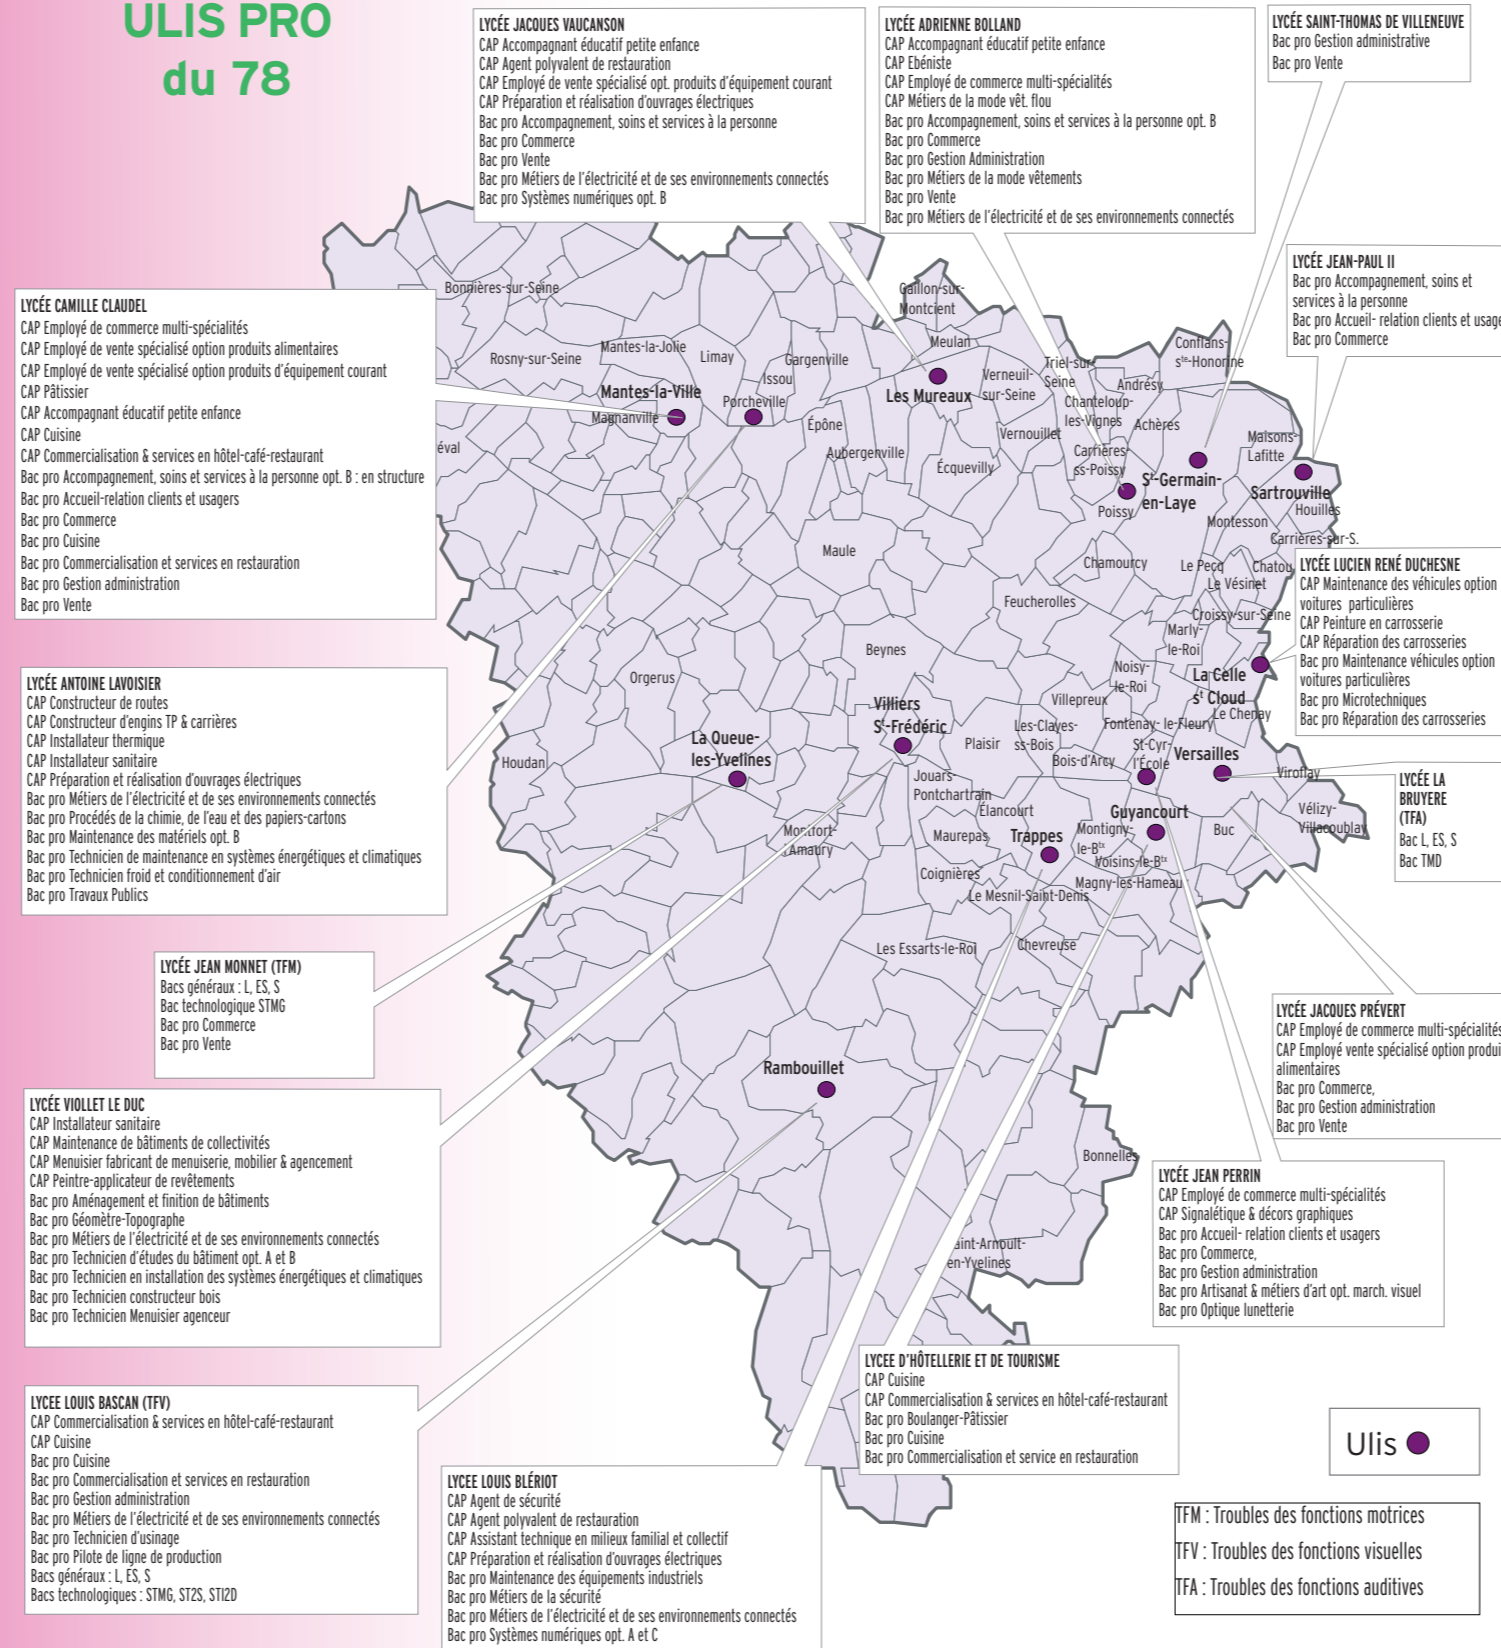 ULIS PRO
du 78
LYCÉE JACQUES VAUCANSON
CAP Accompagnant éducatif petite enfance
CAP Agent polyvalent de restauration
CAP Employé de vente spécialisé opt. produits d'équipement courant
CAP Préparation et réalisation d'ouvrages électriques
Bac pro Accompagnement, soins et services à la personne
Bac pro Commerce
Bac pro Vente
Bac pro Métiers de l'électricité et de ses environnements connectés
Bac pro Systèmes numériques opt. B
LYCÉE ADRIENNE BOLLAND
CAP Accompagnant éducatif petite enfance
CAP Ebéniste
CAP Employé de commerce multi-spécialités
CAP Métiers de la mode vêt. flou
Bac pro Accompagnement, soins et services à la personne opt. B
Bac pro Commerce
Bac pro Gestion Administration
Bac pro Métiers de la mode vêtements
Bac pro Vente
Bac pro Métiers de l'électricité et de ses environnements connectés
LYCÉE SAINT-THOMAS DE VILLENEUVE
Bac pro Gestion administrative
Bac pro Vente
LYCÉE JEAN-PAUL II
Bac pro Accompagnement, soins et
services à la personne
Bac pro Accueil- relation clients et usage
Bac pro Commerce
LYCÉE CAMILLE CLAUDEL
CAP Employé de commerce multi-spécialités
CAP Employé de vente spécialisé option produits alimentaires
CAP Employé de vente spécialisé option produits d'équipement courant
CAP Pâtissier
CAP Accompagnant éducatif petite enfance
CAP Cuisine
CAP Commercialisation & services en hôtel-café-restaurant
Bac pro Accompagnement, soins et services à la personne opt. B : en structure
Bac pro Accueil-relation clients et usagers
Bac pro Commerce
Bac pro Cuisine
Bac pro Commercialisation et services en restauration
Bac pro Gestion administration
Bac pro Vente
Bonnières-sur-Seine
Rosny-sur-Seine
Mantes-la-Jolie
Limay
Issou
Gargenville
Mantes-la-Ville
Magnanville
Porcheville
Épône
Aubergenville
éval
Gaillon-sur-
Montcient
Meulan
Les Mureaux
Verneuil-
sur-Seine
Vernouillet
Écquevilly
Triel-sur-
Seine
Chanteloup-
les-Vignes
Andrésy
Conflans-
ste-Honorine
Achères
Carrières-
ss-Poissy
Poissy
St-Germain-
en-Laye
Maisons-
Lafitte
Sartrouville
Houilles
Montesson
Carrières-sur-S.
Maule
Chamourcy
Le Pecq
Chatou
Le Vésinet
Feucherolles
Croissy-sur-Seine
Marly-
le-Roi
Beynes
Orgerus
Noisy-
le-Roi
La Celle
st Cloud
Villepreux
Le Chenay
Fontenay- le-Fleury
Villiers
St-Frédéric
Les-Clayes-
ss-Bois
Plaisir
La Queue-
les-Yvelines
Houdan
Bois-d'Arcy
St-Cyr-
l'École
Versailles
Viroflay
Jouars-
Pontchartrain
Élancourt
Guyancourt
Vélizy-
Villacoublay
Buc
Montfort-
l'Amaury
Maurepas
Trappes
Montigny-
le-Btx
Voisins-le-Btx
Coignières
Magny-les-Hameau
Le Mesnil-Saint-Denis
Les Essarts-le-Roi
Chevreuse
Rambouillet
Bonnelles
aint-Arnoult-
en-Yvelines
LYCÉE LUCIEN RENÉ DUCHESNE
CAP Maintenance des véhicules option
voitures particulières
CAP Peinture en carrosserie
CAP Réparation des carrosseries
Bac pro Maintenance véhicules option
voitures particulières
Bac pro Microtechniques
Bac pro Réparation des carrosseries
LYCÉE LA
BRUYERE
(TFA)
Bac L, ES, S
Bac TMD
LYCÉE ANTOINE LAVOISIER
CAP Constructeur de routes
CAP Constructeur d'engins TP & carrières
CAP Installateur thermique
CAP Installateur sanitaire
CAP Préparation et réalisation d'ouvrages électriques
Bac pro Métiers de l'électricité et de ses environnements connectés
Bac pro Procédés de la chimie, de l'eau et des papiers-cartons
Bac pro Maintenance des matériels opt. B
Bac pro Technicien de maintenance en systèmes énergétiques et climatiques
Bac pro Technicien froid et conditionnement d'air
Bac pro Travaux Publics
LYCÉE JEAN MONNET (TFM)
Bacs généraux : L, ES, S
Bac technologique STMG
Bac pro Commerce
Bac pro Vente
LYCÉE JACQUES PRÉVERT
CAP Employé de commerce multi-spécialités
CAP Employé vente spécialisé option produi
alimentaires
Bac pro Commerce,
Bac pro Gestion administration
Bac pro Vente
LYCÉE VIOLLET LE DUC
CAP Installateur sanitaire
CAP Maintenance de bâtiments de collectivités
CAP Menuisier fabricant de menuiserie, mobilier & agencement
CAP Peintre-applicateur de revêtements
Bac pro Aménagement et finition de bâtiments
Bac pro Géomètre-Topographe
Bac pro Métiers de l'électricité et de ses environnements connectés
Bac pro Technicien d'études du bâtiment opt. A et B
Bac pro Technicien en installation des systèmes énergétiques et climatiques
Bac pro Technicien constructeur bois
Bac pro Technicien Menuisier agenceur
LYCÉE JEAN PERRIN
CAP Employé de commerce multi-spécialités
CAP Signalétique & décors graphiques
Bac pro Accueil- relation clients et usagers
Bac pro Commerce,
Bac pro Gestion administration
Bac pro Artisanat & métiers d'art opt. march. visuel
Bac pro Optique lunetterie
LYCEE D'HÔTELLERIE ET DE TOURISME
CAP Cuisine
CAP Commercialisation & services en hôtel-café-restaurant
Bac pro Boulanger-Pâtissier
Bac pro Cuisine
Bac pro Commercialisation et service en restauration
LYCEE LOUIS BASCAN (TFV)
CAP Commercialisation & services en hôtel-café-restaurant
CAP Cuisine
Bac pro Cuisine
Bac pro Commercialisation et services en restauration
Bac pro Gestion administration
Bac pro Métiers de l'électricité et de ses environnements connectés
Bac pro Technicien d'usinage
Bac pro Pilote de ligne de production
Bacs généraux : L, ES, S
Bacs technologiques : STMG, ST2S, STI2D
LYCEE LOUIS BLÉRIOT
CAP Agent de sécurité
CAP Agent polyvalent de restauration
CAP Assistant technique en milieux familial et collectif
CAP Préparation et réalisation d'ouvrages électriques
Bac pro Maintenance des équipements industriels
Bac pro Métiers de la sécurité
Bac pro Métiers de l'électricité et de ses environnements connectés
Bac pro Systèmes numériques opt. A et C
Ulis
TFM : Troubles des fonctions motrices
TFV : Troubles des fonctions visuelles
TFA : Troubles des fonctions auditives